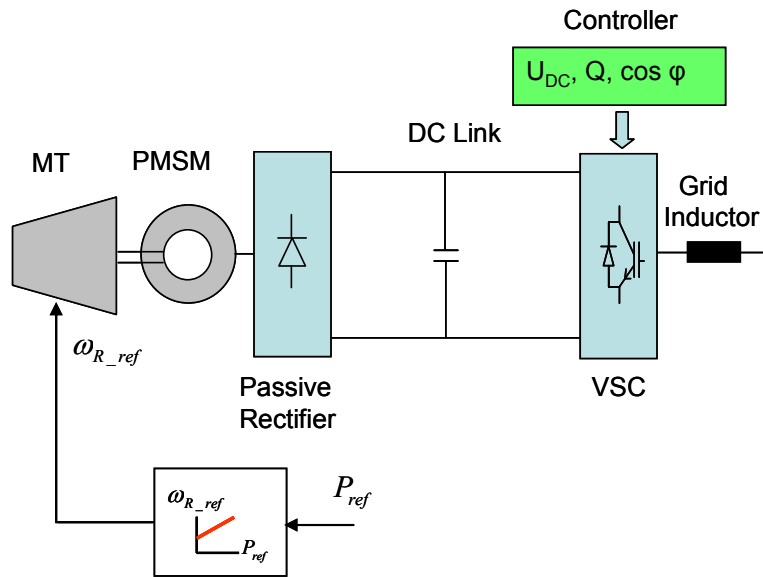 Controller
U_DC, Q, cos φ
DC Link
MT
PMSM
Grid
Inductor
ω_R_ref
Passive
Rectifier
VSC
ω_R_ref
P_ref
P_ref